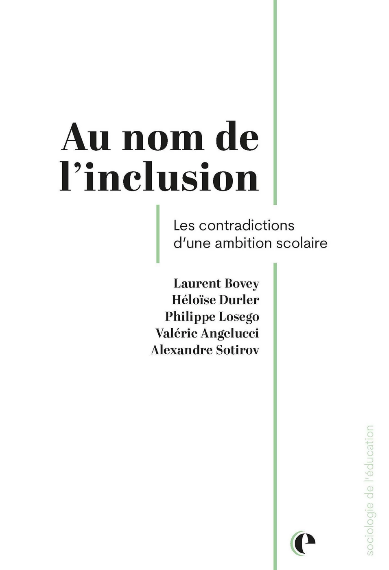 Au nom de
l’inclusion
Les contradictions
d’une ambition scolaire
Laurent Bovey
Héloïse Durler
Philippe Losego
Valérie Angelucci
Alexandre Sotirov
sociologie de l’éducation
e